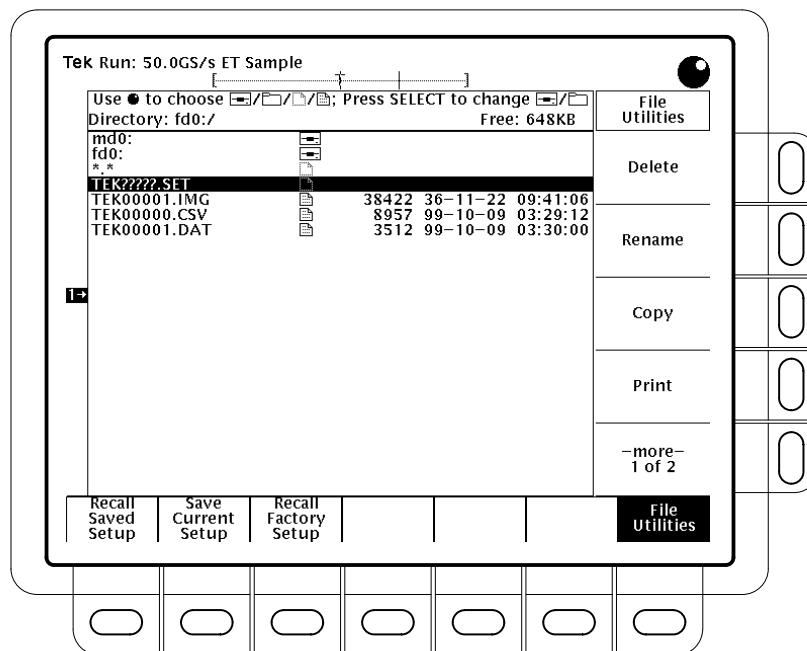 Tek Run: 50.0GS/s ET Sample
Use to choose / / / ; Press SELECT to change /
Directory: fd0:/ Free: 648KB
md0:
fd0:
*.*
TEK?????.SET
TEK00001.IMG 38422 36-11-22 09:41:06
TEK00000.CSV 8957 99-10-09 03:29:12
TEK00001.DAT 3512 99-10-09 03:30:00
1→
File
Utilities
Delete
Rename
Copy
Print
-more-
1 of 2
Recall
Saved
Setup
Save
Current
Setup
Recall
Factory
Setup
File
Utilities